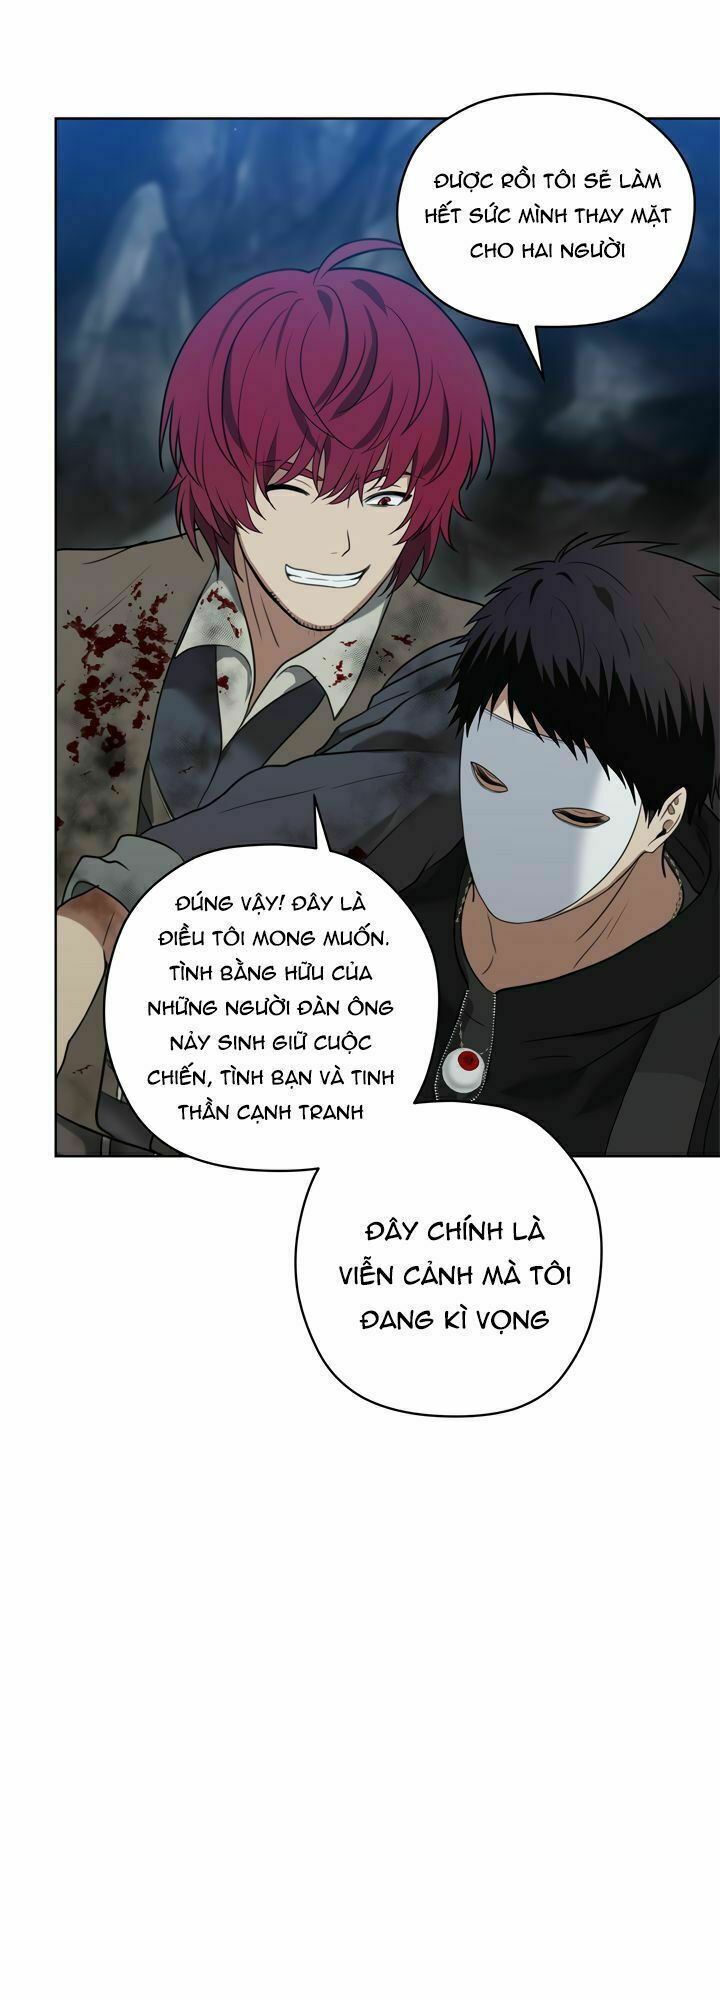 ĐƯỢC RỒI TÔI SẼ LÀM
HẾT SỨC MÌNH THAY MẶT
CHO HAI NGƯỜI
ĐÚNG VẬY! ĐÂY LÀ
ĐIỀU TÔI MONG MUỐN.
TÌNH BẰNG HỮU CỦA
NHỮNG NGƯỜI ĐÀN ÔNG
NẢY SINH GIỮ CUỘC
CHIẾN, TÌNH BẠN VÀ TINH
THẦN CẠNH TRANH
ĐÂY CHÍNH LÀ
VIỄN CẢNH MÀ TÔI
ĐANG KÌ VỌNG